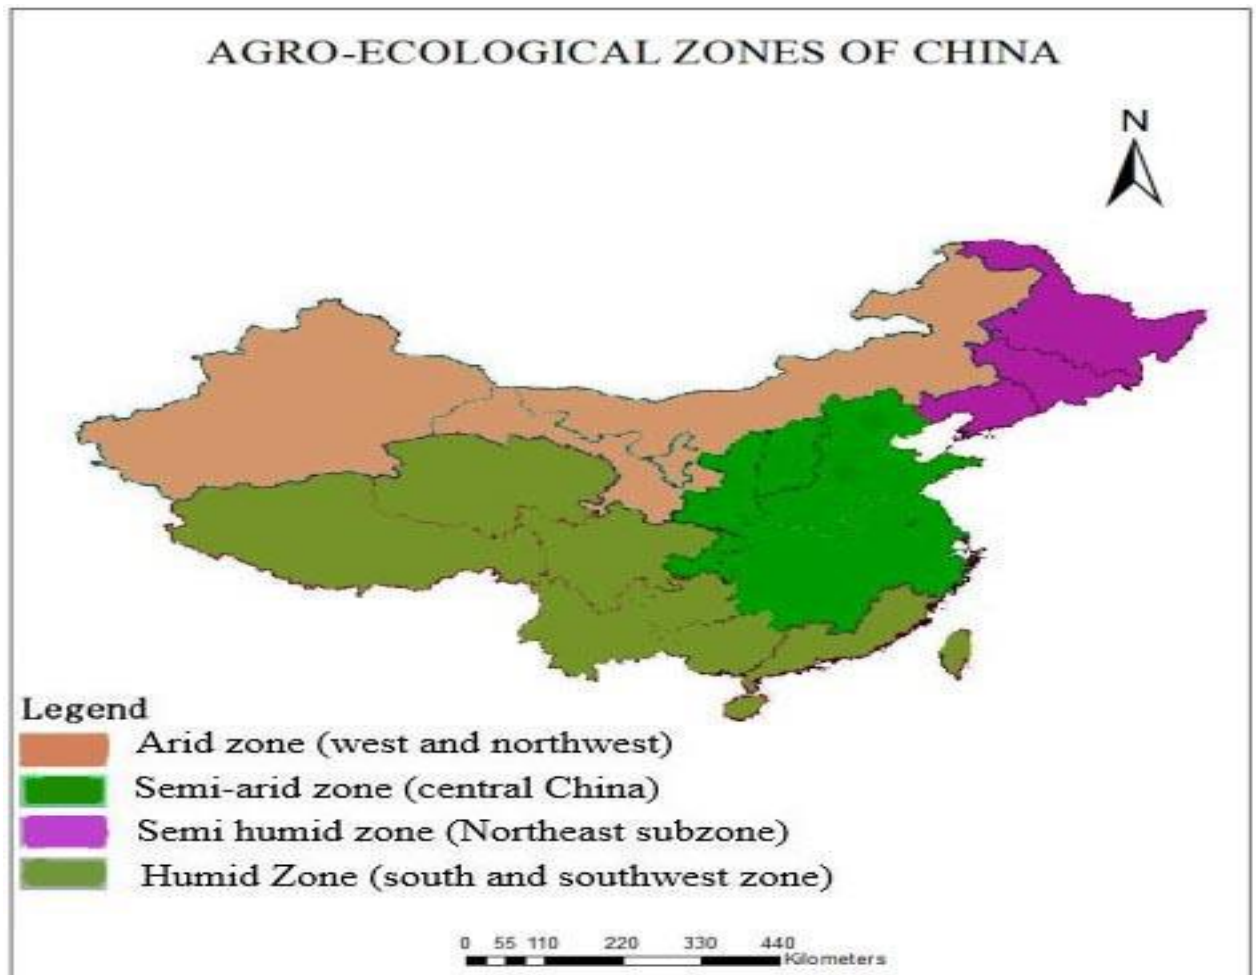 AGRO-ECOLOGICAL ZONES OF CHINA
N
Legend
Arid zone (west and northwest)
Semi-arid zone (central China)
Semi humid zone (Northeast subzone)
Humid Zone (south and southwest zone)
0 55 110 220 330 440
Kilometers